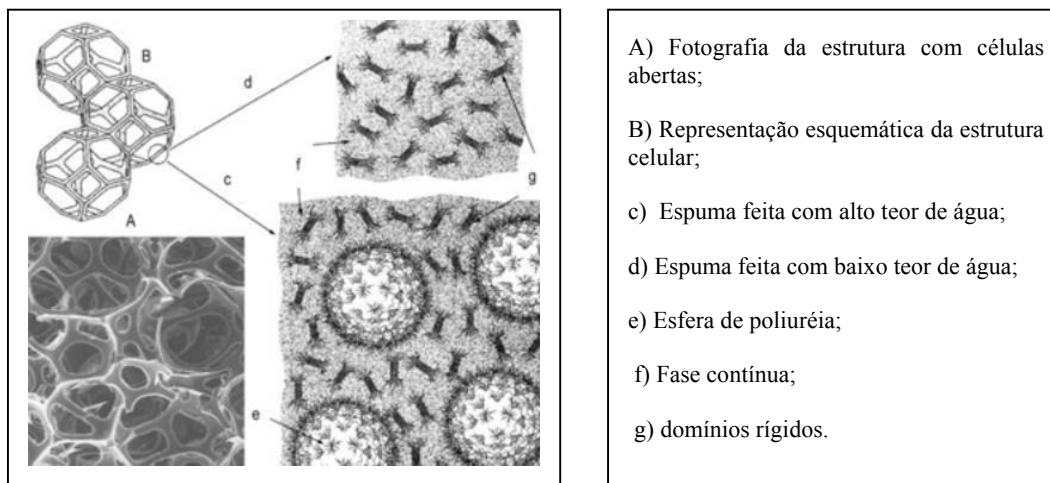 B
d
f
g
c
A
e
A) Fotografia da estrutura com células
abertas;
B) Representação esquemática da estrutura
celular;
c) Espuma feita com alto teor de água;
d) Espuma feita com baixo teor de água;
e) Esfera de poliuréia;
f) Fase contínua;
g) domínios rígidos.